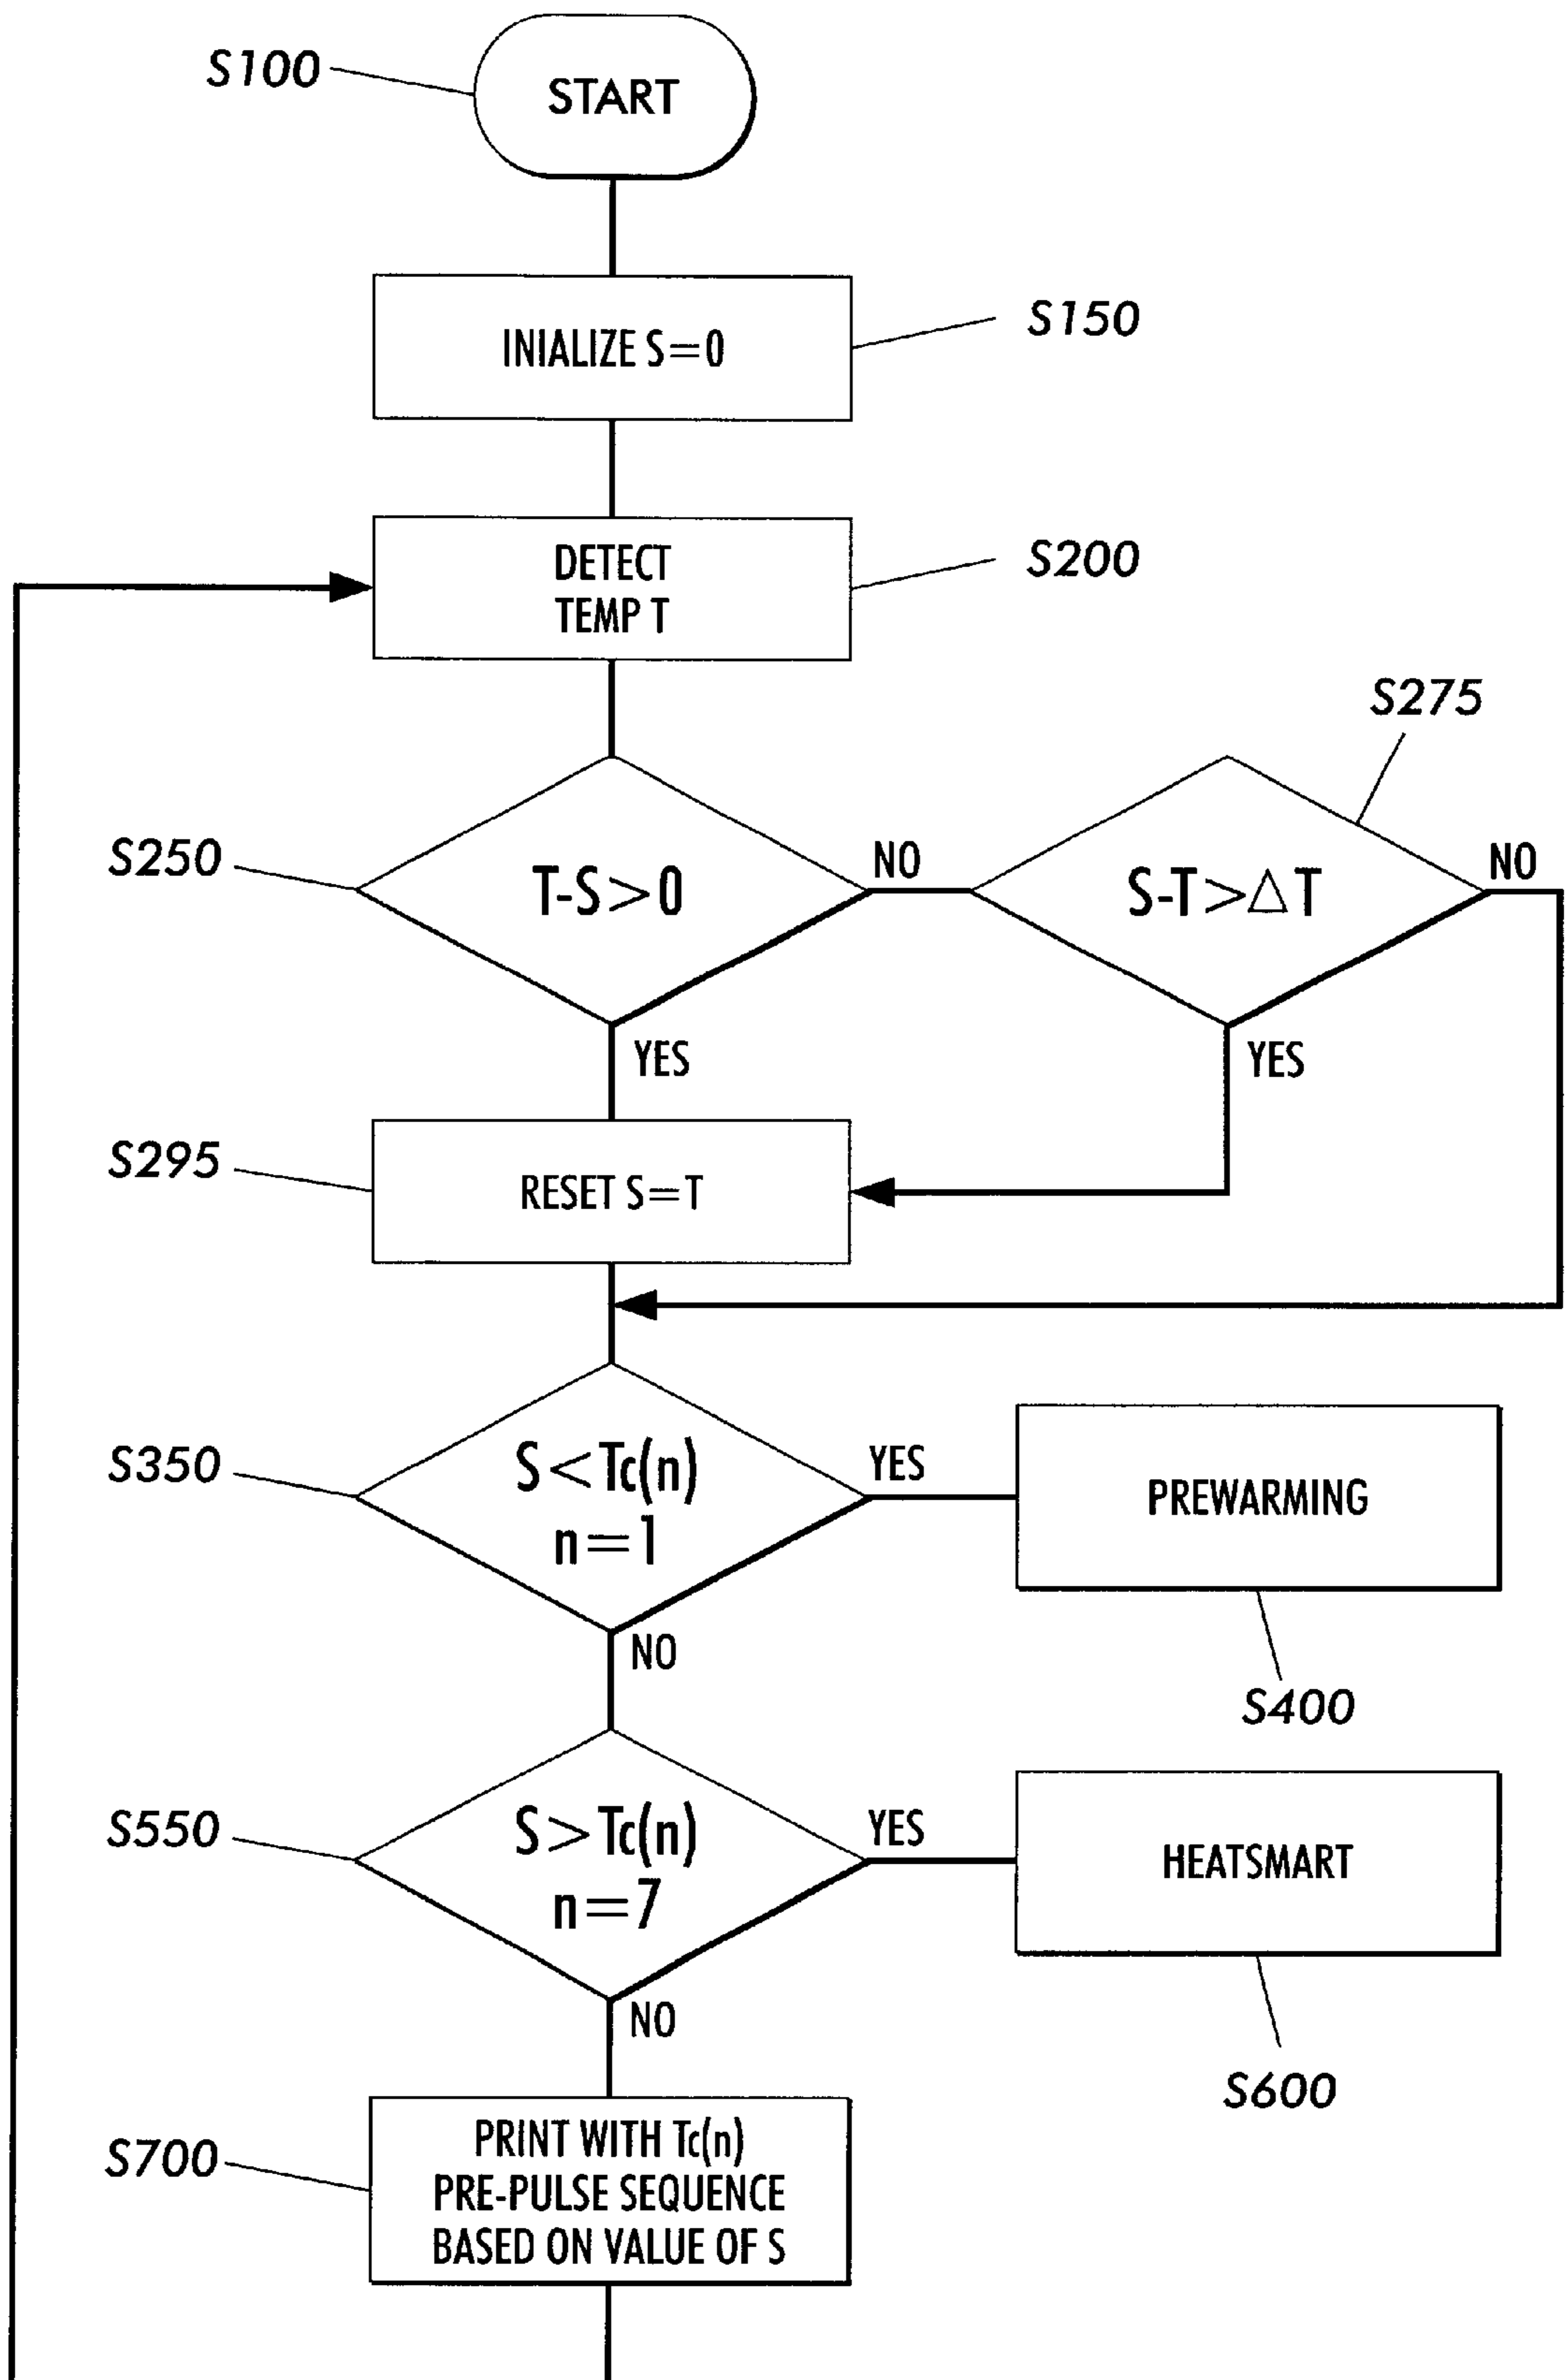 S100
START
INIALIZE S=0
S150
DETECT
TEMP T
S200
S275
S250
T-S>0
NO
S-T>△T
NO
YES
YES
S295
RESET S=T
S350
S<Tc(n)
n=1
YES
PREWARMING
NO
S400
S550
S>Tc(n)
n=7
YES
HEATSMART
NO
S600
S700
PRINT WITH Tc(n)
PRE-PULSE SEQUENCE
BASED ON VALUE OF S